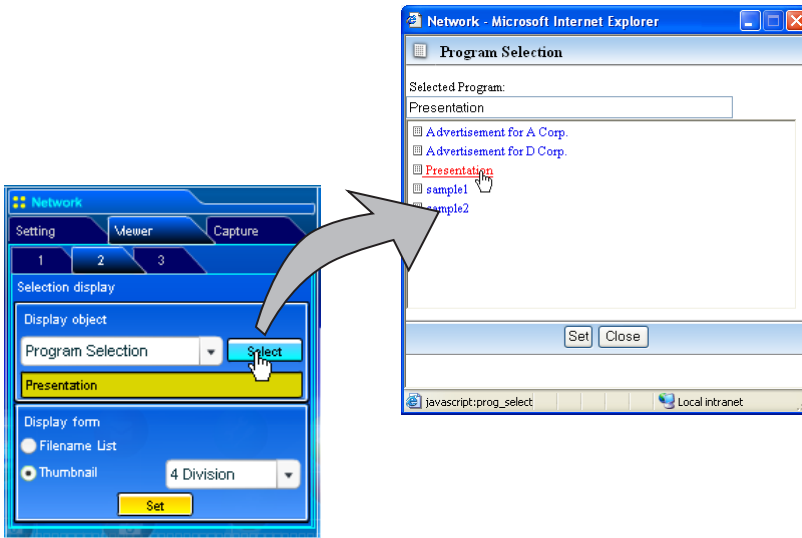 Network
Setting Viewer Capture
1 2 3
Selection display
Display object
Program Selection Select
Presentation
Display form
Filename List
Thumbnail 4 Division
Set
Network - Microsoft Internet Explorer
Program Selection
Selected Program:
Presentation
Advertisement for A Corp.
Advertisement for D Corp.
Presentation
sample1
sample2
Set Close
javascript:prog_select Local intranet